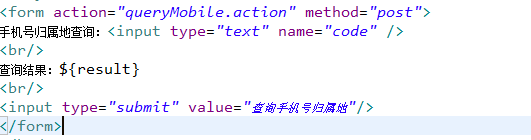 <form action="queryMobile.action" method="post">
手机号归属地查询：<input type="text" name="code" />
<br/>
查询结果：${result}
<br/>
<input type="submit" value="查询手机号归属地"/>
</form>